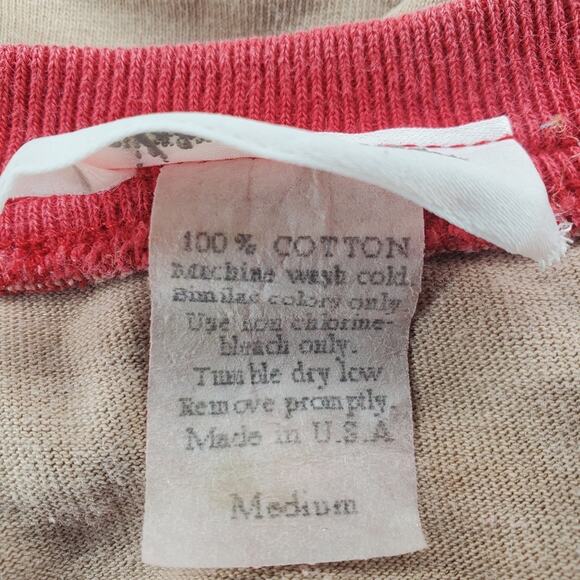 100% COTTON
Machine wash cold
Similar colors only
Use non chlorine-
bleach only.
Tumble dry low
Remove promptly.
Made in U.S.A
Medium